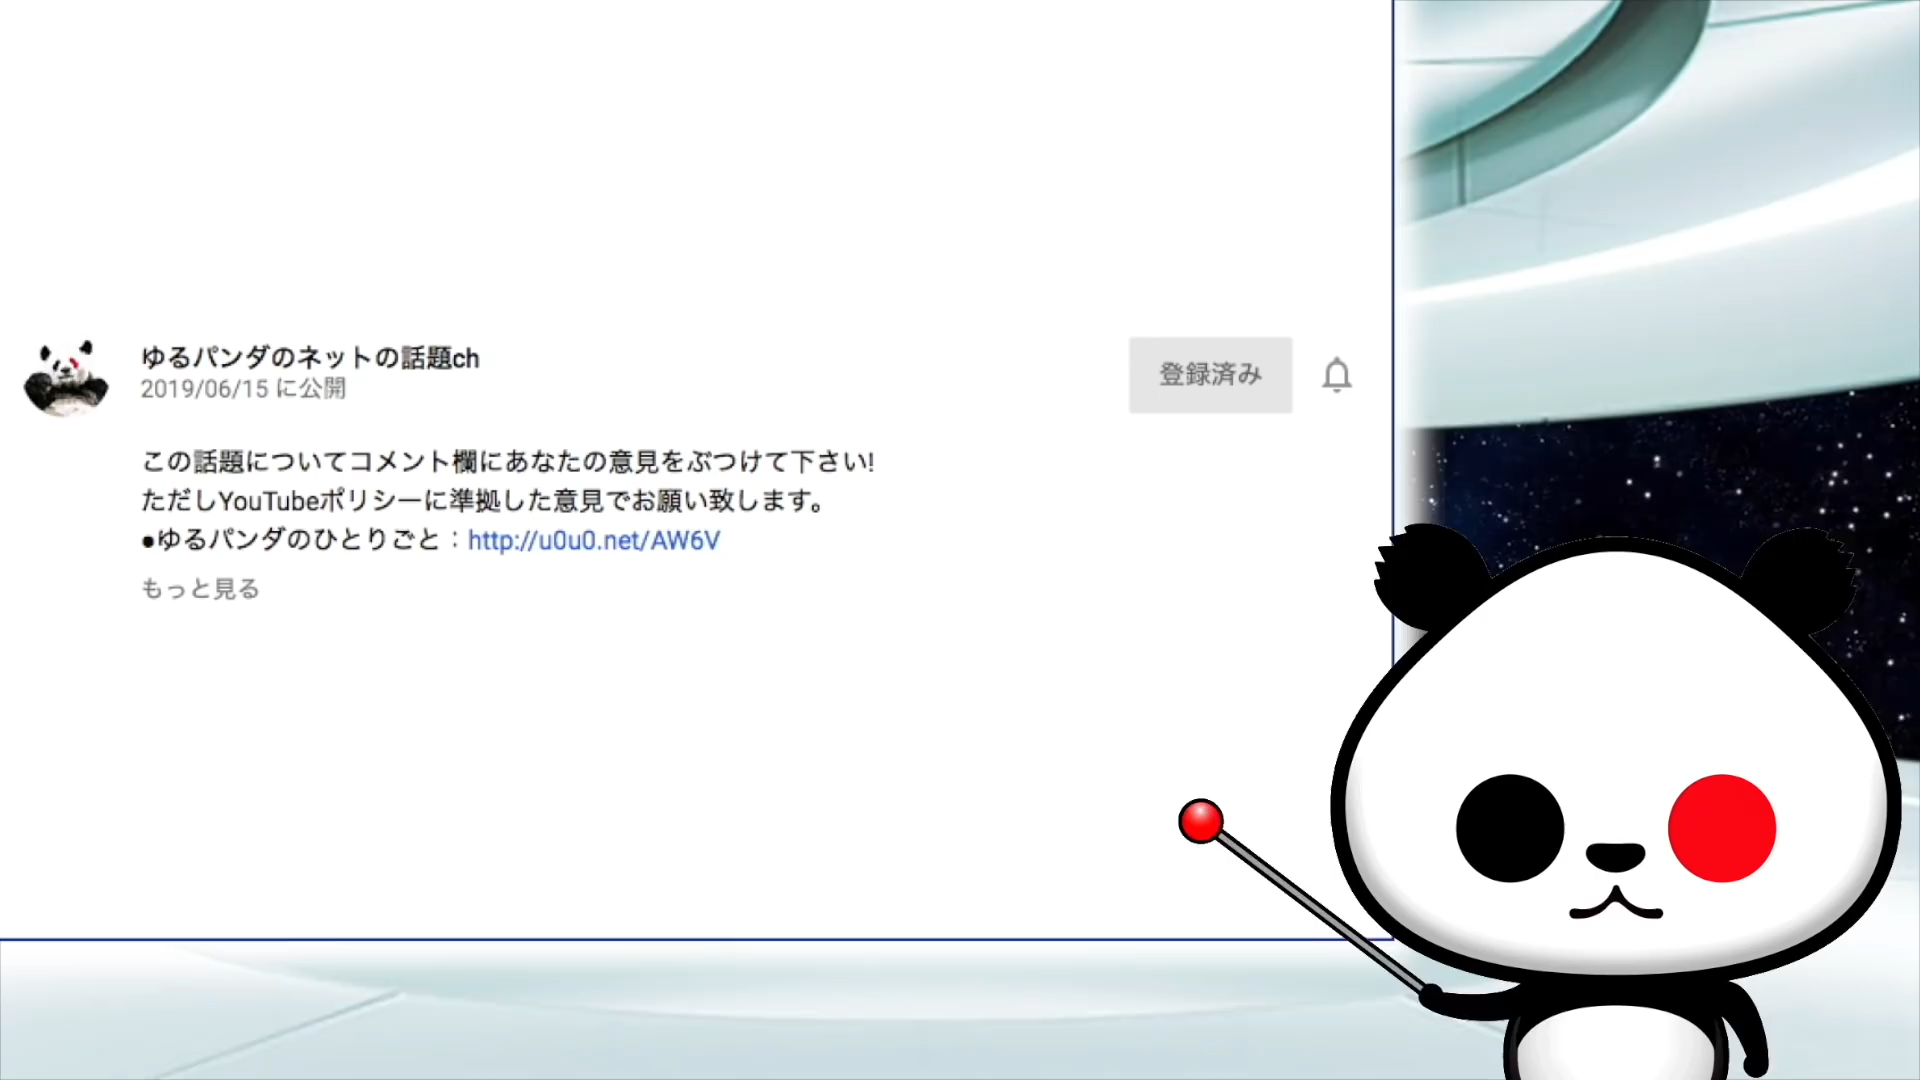 ゆるパンダのネットの話題ch
2019/06/15 に公開
登録済み
この話題についてコメント欄にあなたの意見をぶつけて下さい!
ただしYouTubeポリシーに準拠した意見でお願い致します。
●ゆるパンダのひとりごと：http://u0u0.net/AW6V
もっと見る